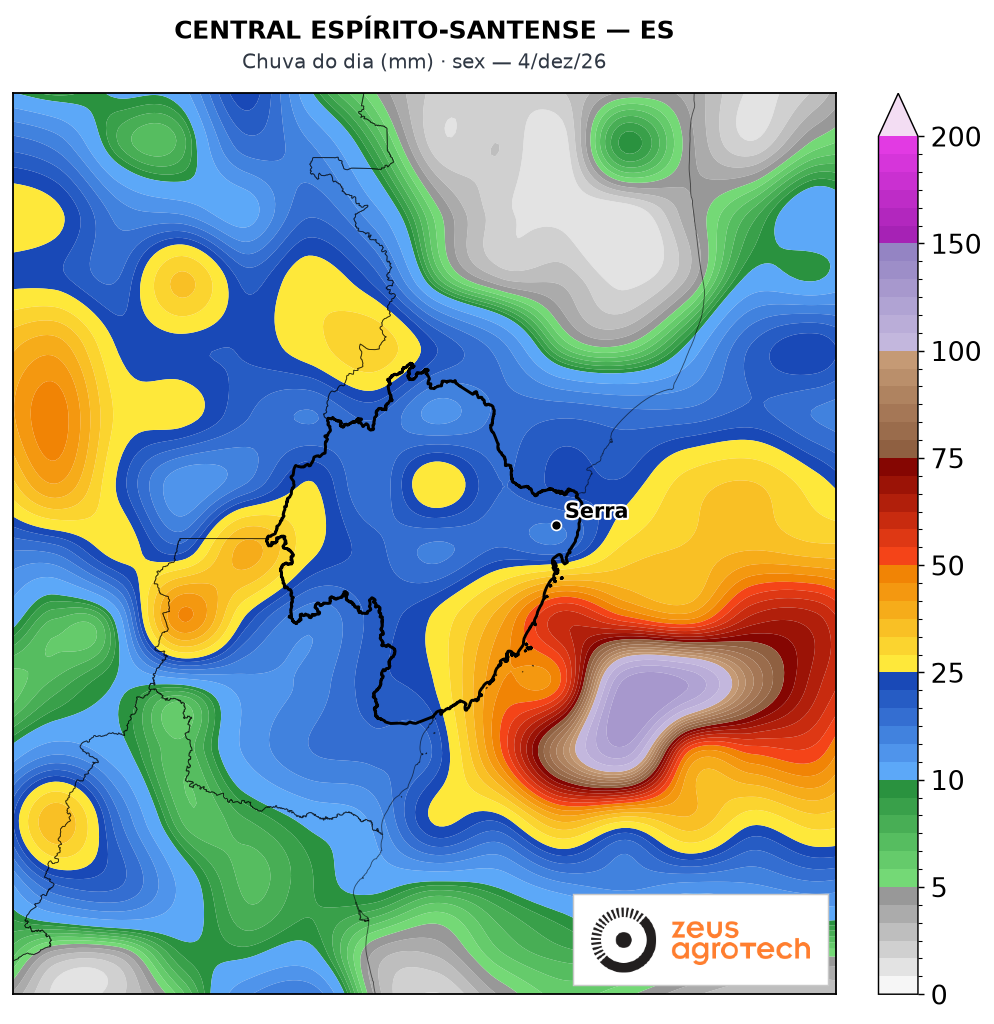 CENTRAL ESPÍRITO-SANTENSE — ES
Chuva do dia (mm) · sex — 4/dez/26
200
150
100
75
50
25
10
5
0
Serra
zeus
agrotech